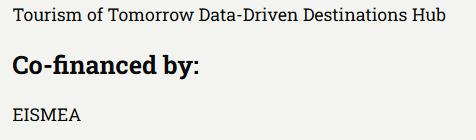 Tourism of Tomorrow Data-Driven Destinations Hub
Co-financed by:
EISMEA